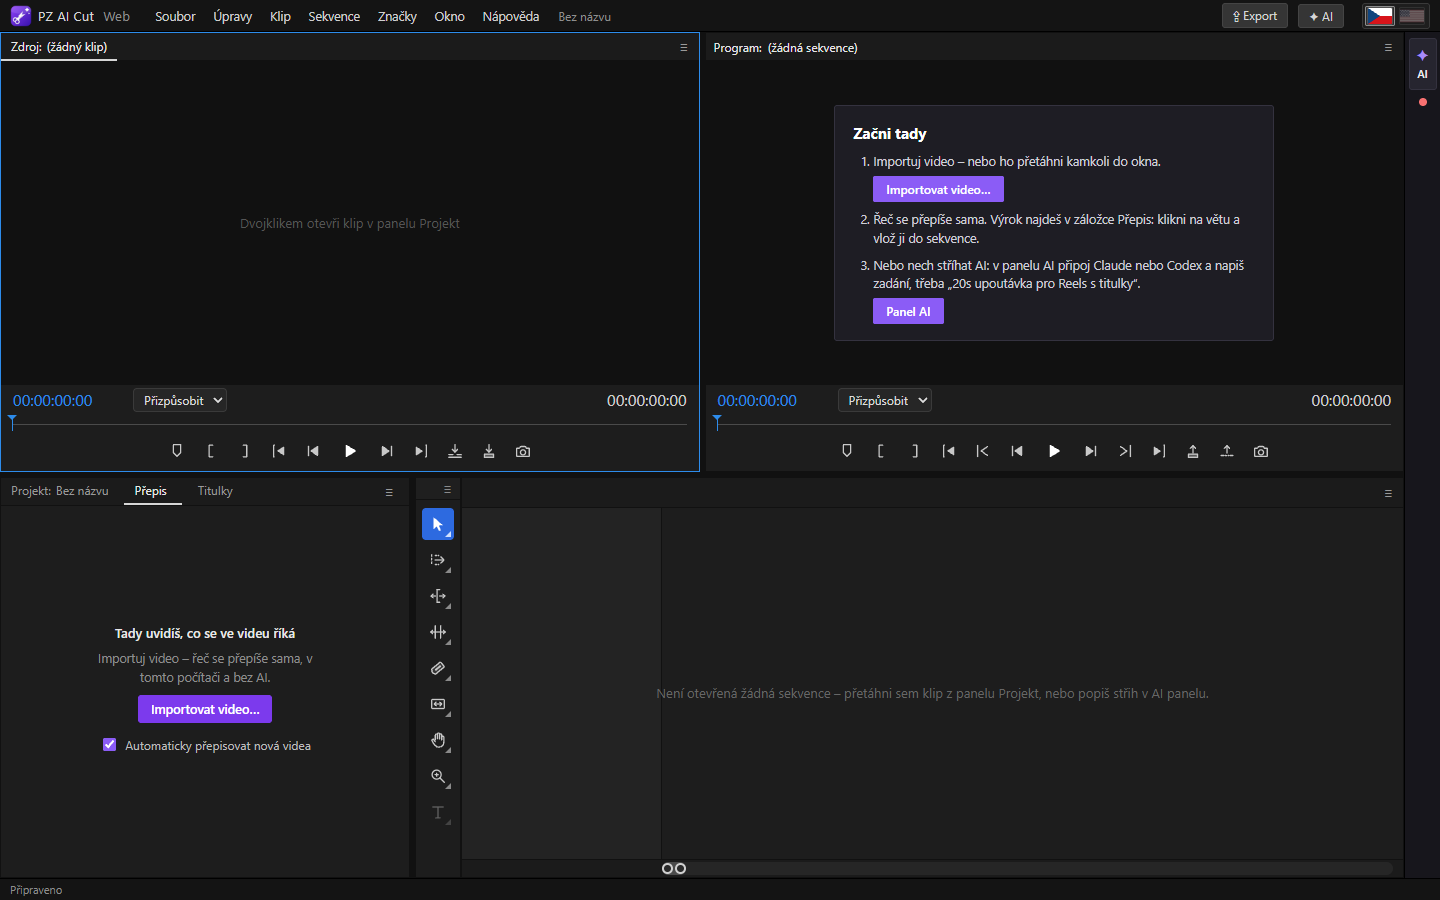 PZ AI Cut Web
Soubor Úpravy Klip Sekvence Značky Okno Nápověda Bez názvu
Export AI
Zdroj: (žádný klip)
Program: (žádná sekvence)
AI
Dvojklikem otevři klip v panelu Projekt
Začni tady
1. Importuj video – nebo ho přetáhni kamkoli do okna.
Importovat video...
2. Řeč se přepíše sama. Výrok najdeš v záložce Přepis: klikni na větu a
vlož ji do sekvence.
3. Nebo nech stříhat AI: v panelu AI připoj Claude nebo Codex a napiš
zadání, třeba „20s upoutávka pro Reels s titulky“.
Panel AI
00:00:00:00 Přizpůsobit 00:00:00:00
00:00:00:00 Přizpůsobit 00:00:00:00
Projekt: Bez názvu Přepis Titulky
Tady uvidíš, co se ve videu říká
Importuj video – řeč se přepíše sama, v
tomto počítači a bez AI.
Importovat video...
Automaticky přepisovat nová videa
Není otevřená žádná sekvence – přetáhni sem klip z panelu Projekt, nebo popiš střih v AI panelu.
Připraveno